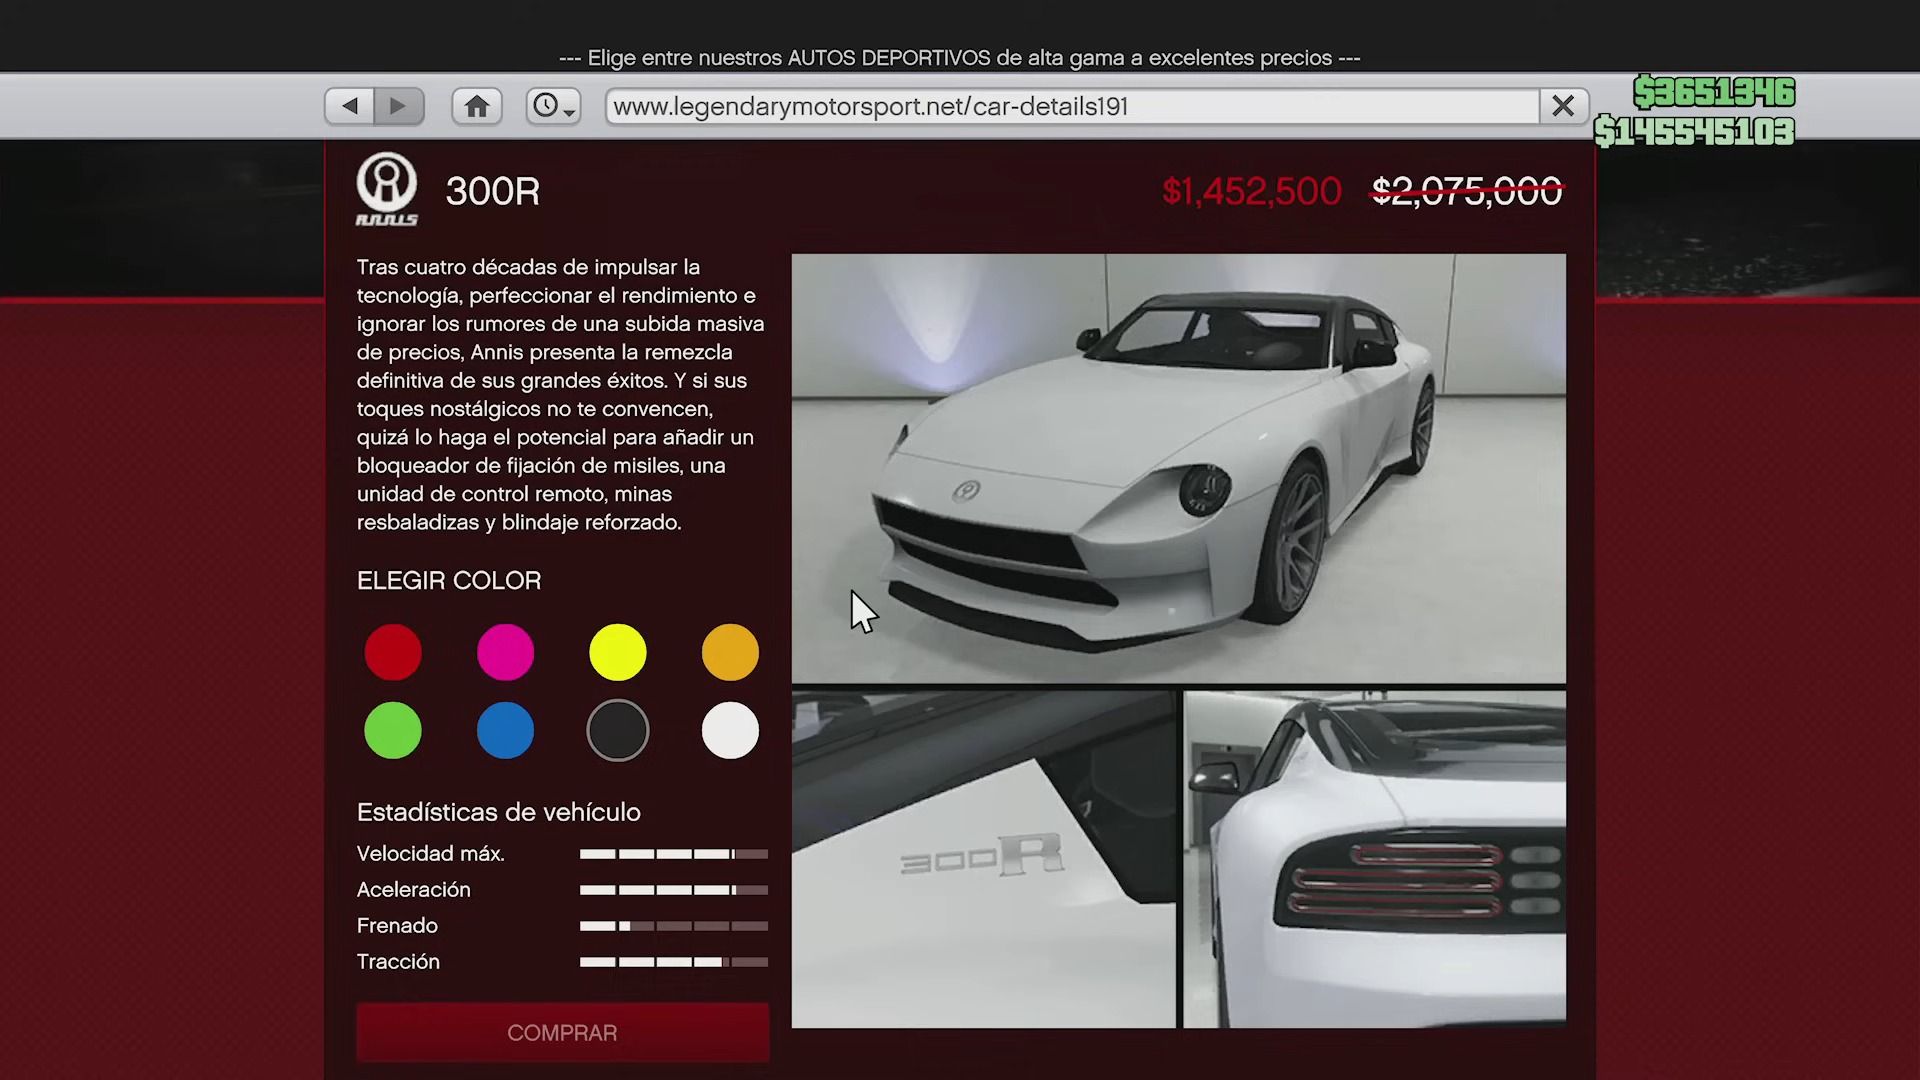 --- Elige entre nuestros AUTOS DEPORTIVOS de alta gama a excelentes precios ---
www.legendarymotorsport.net/car-details191
$3651346
$145545103
ANNIS
300R
$1,452,500 $2,075,000
Tras cuatro décadas de impulsar la
tecnología, perfeccionar el rendimiento e
ignorar los rumores de una subida masiva
de precios, Annis presenta la remezcla
definitiva de sus grandes éxitos. Y si sus
toques nostálgicos no te convencen,
quizá lo haga el potencial para añadir un
bloqueador de fijación de misiles, una
unidad de control remoto, minas
resbaladizas y blindaje reforzado.
ELEGIR COLOR
Estadísticas de vehículo
Velocidad máx.
Aceleración
Frenado
Tracción
COMPRAR
300R